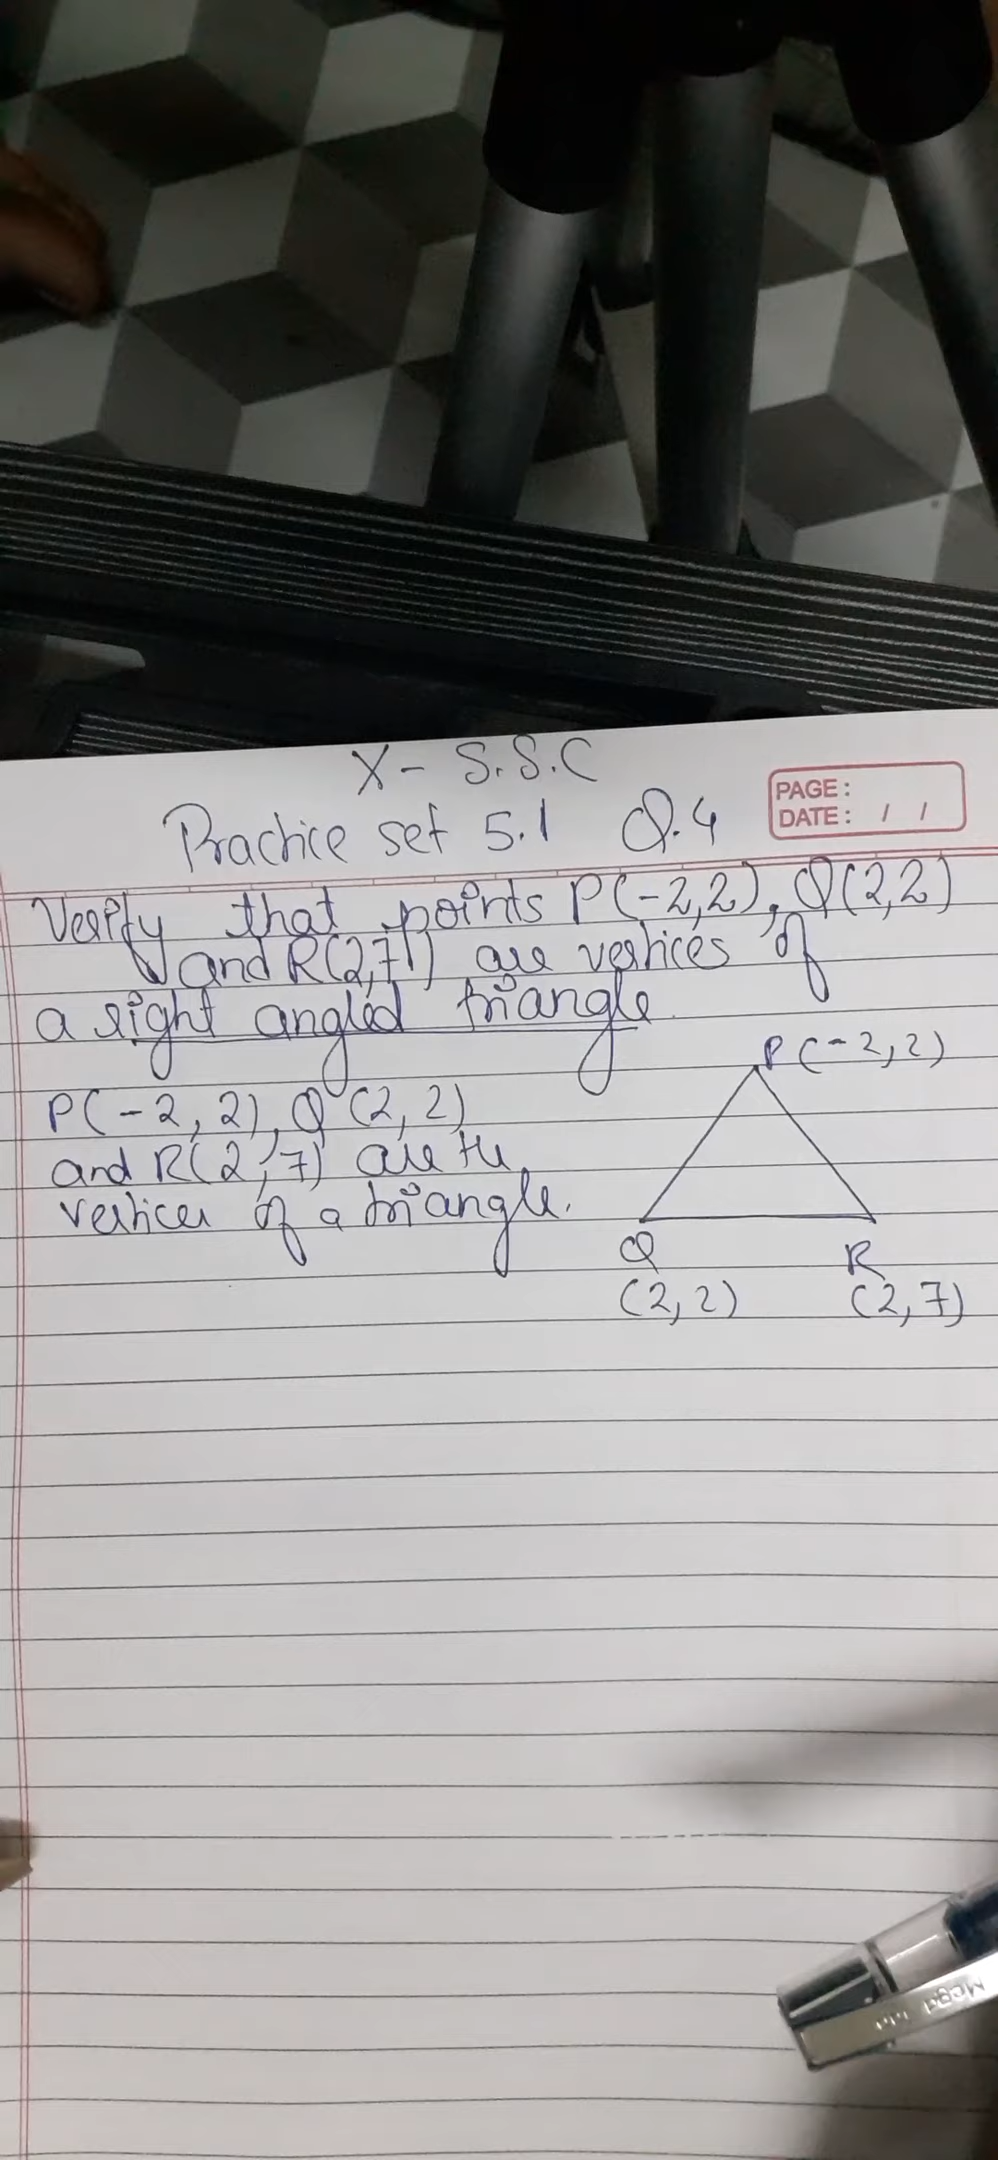 X - S.S.C
Practice set 5.1 Q.4
PAGE :
DATE : / /
Verify that points P(-2,2), Q(2,2)
and R(2,7) are vertices of
a right angled triangle.
P(-2,2)
P(-2, 2), Q (2, 2)
and R(2, 7) are the
vertices of a triangle.
Q R
(2, 2) (2, 7)